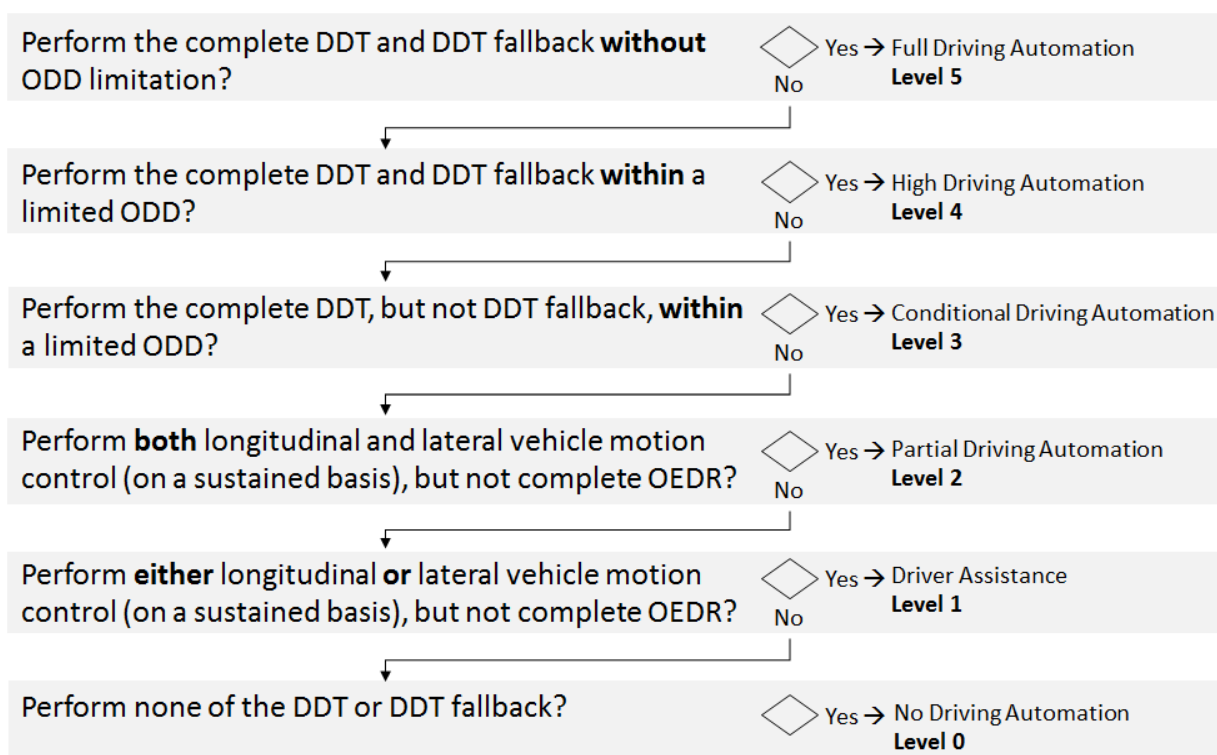 Perform the complete DDT and DDT fallback without
ODD limitation?
Yes → Full Driving Automation
Level 5
No
Perform the complete DDT and DDT fallback within a
limited ODD?
Yes → High Driving Automation
Level 4
No
Perform the complete DDT, but not DDT fallback, within
a limited ODD?
Yes → Conditional Driving Automation
Level 3
No
Perform both longitudinal and lateral vehicle motion
control (on a sustained basis), but not complete OEDR?
Yes → Partial Driving Automation
Level 2
No
Perform either longitudinal or lateral vehicle motion
control (on a sustained basis), but not complete OEDR?
Yes → Driver Assistance
Level 1
No
Perform none of the DDT or DDT fallback?
Yes → No Driving Automation
Level 0